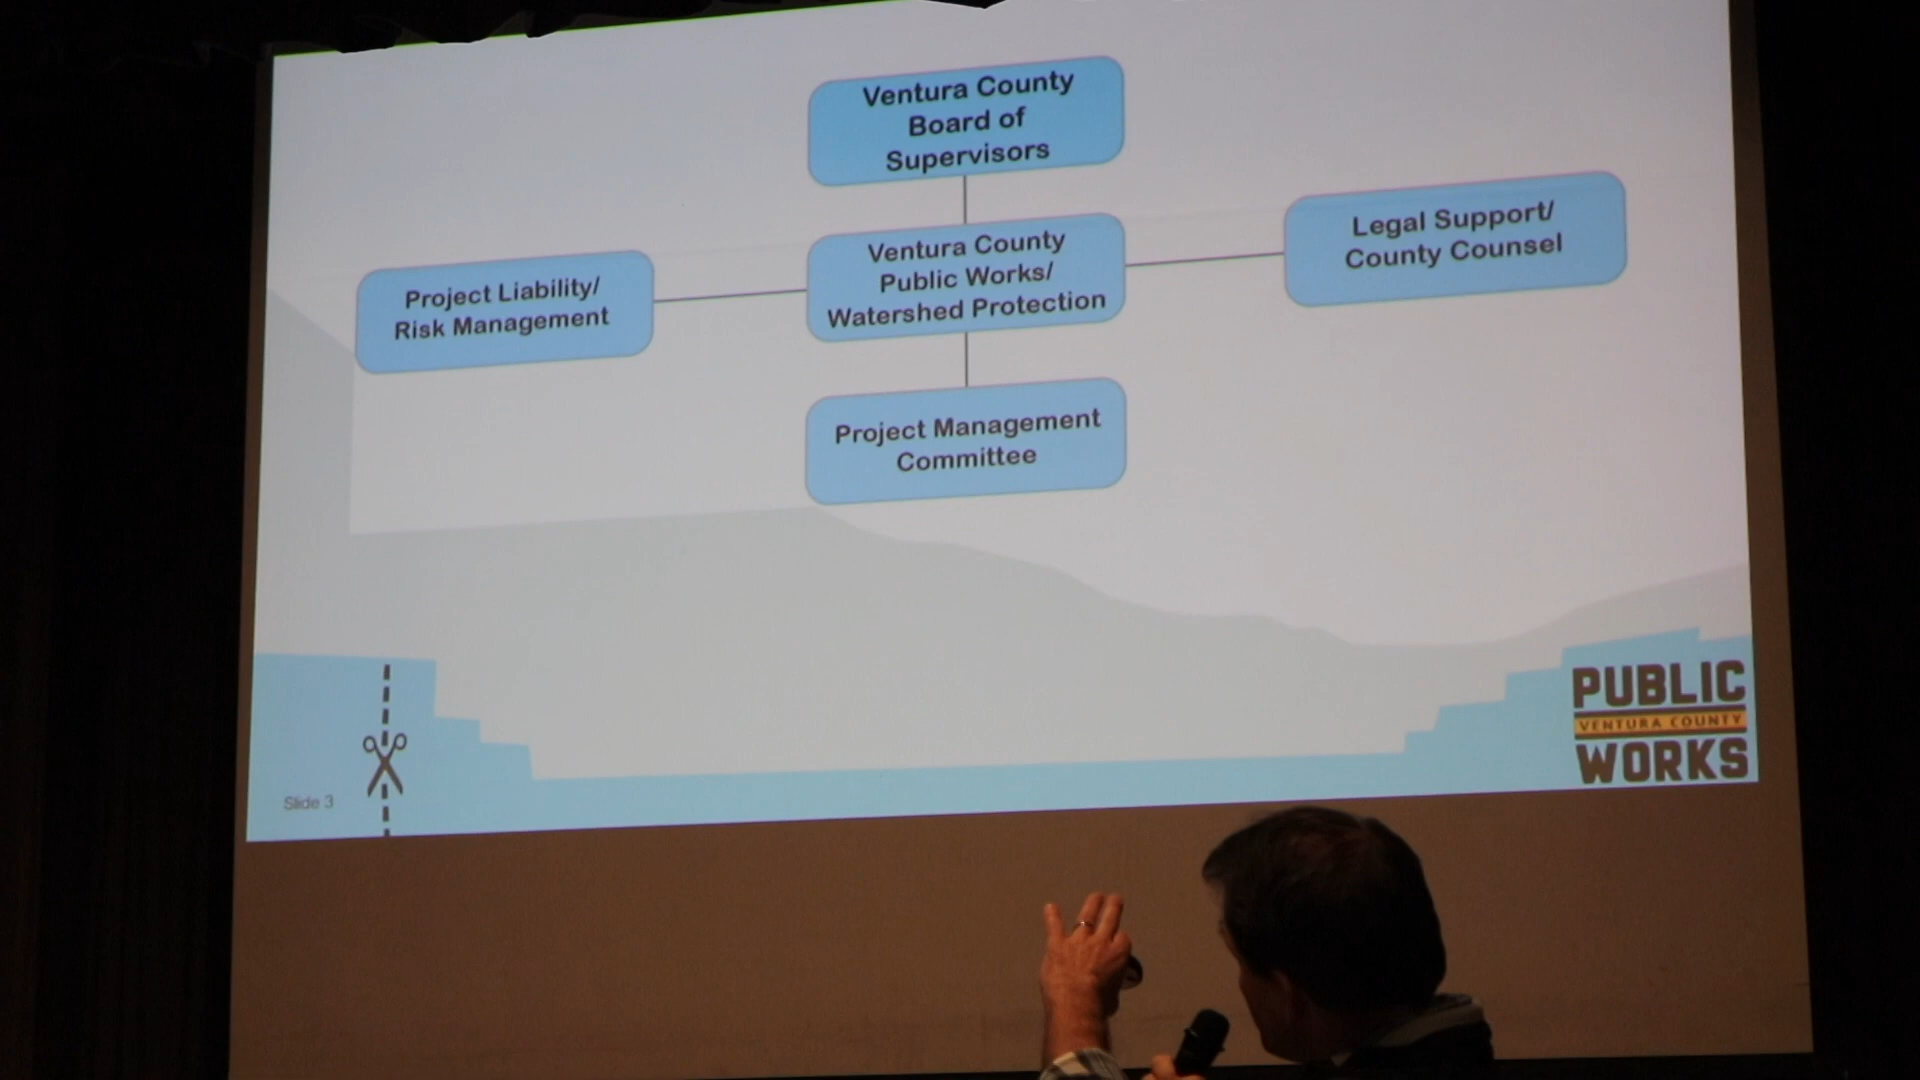 Ventura County
Board of
Supervisors
Legal Support/
County Counsel
Ventura County
Public Works/
Watershed Protection
Project Liability/
Risk Management
Project Management
Committee
PUBLIC
VENTURA COUNTY
WORKS
Slide 3